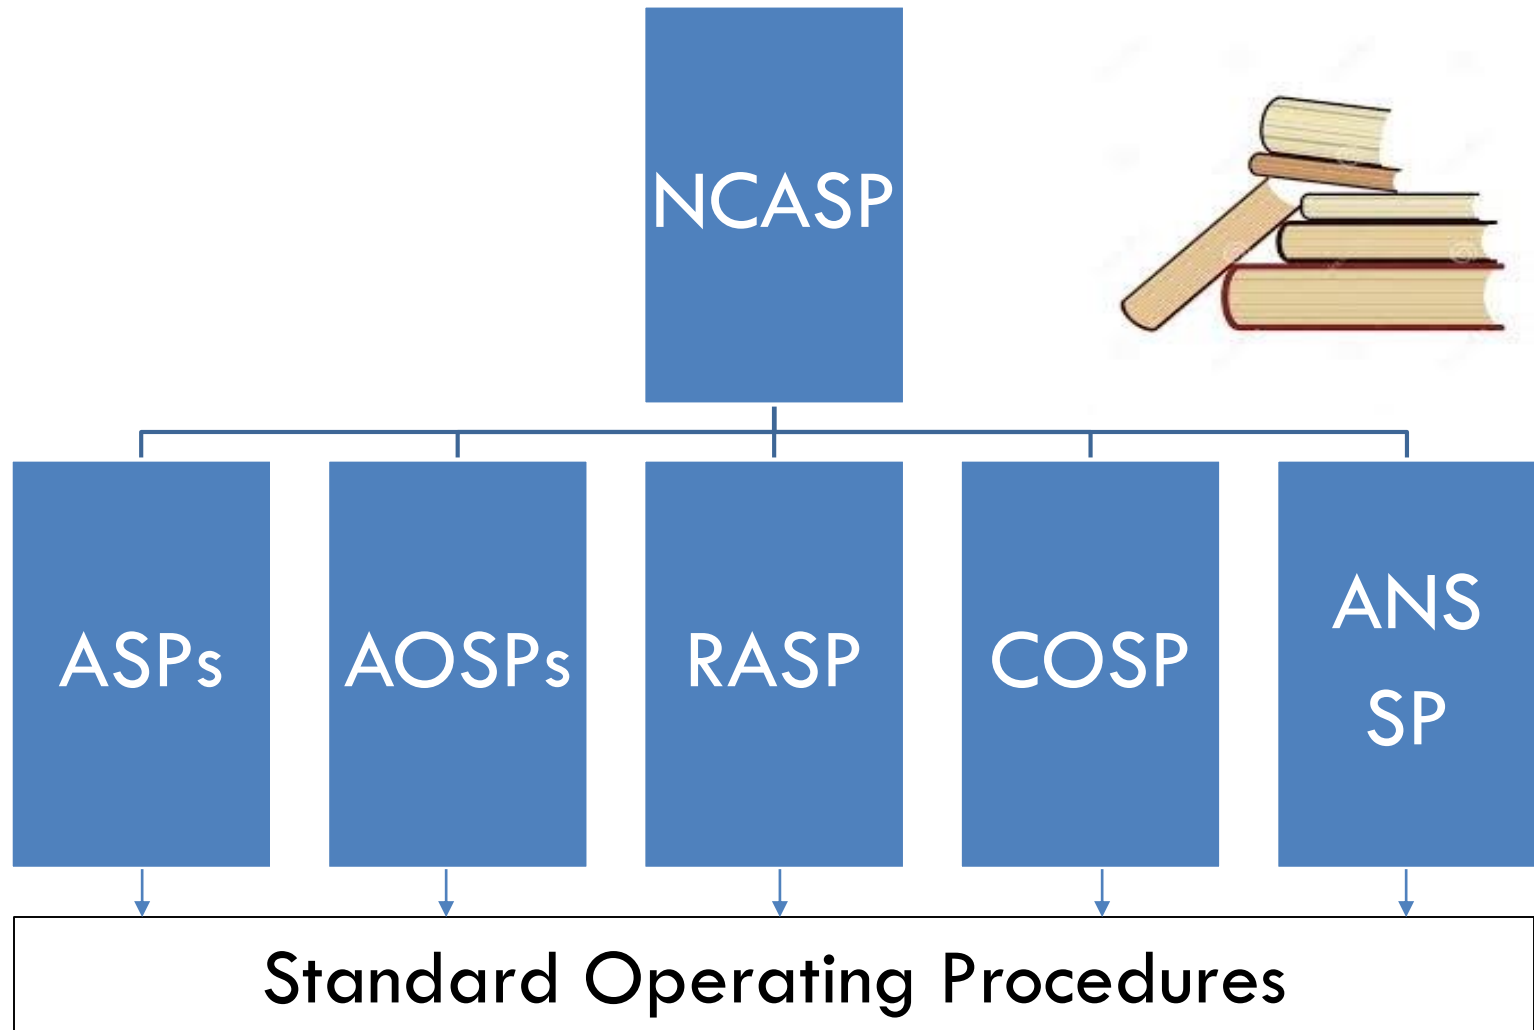 NCASP
ASPs
AOSPs
RASP
COSP
ANS
SP
Standard Operating Procedures